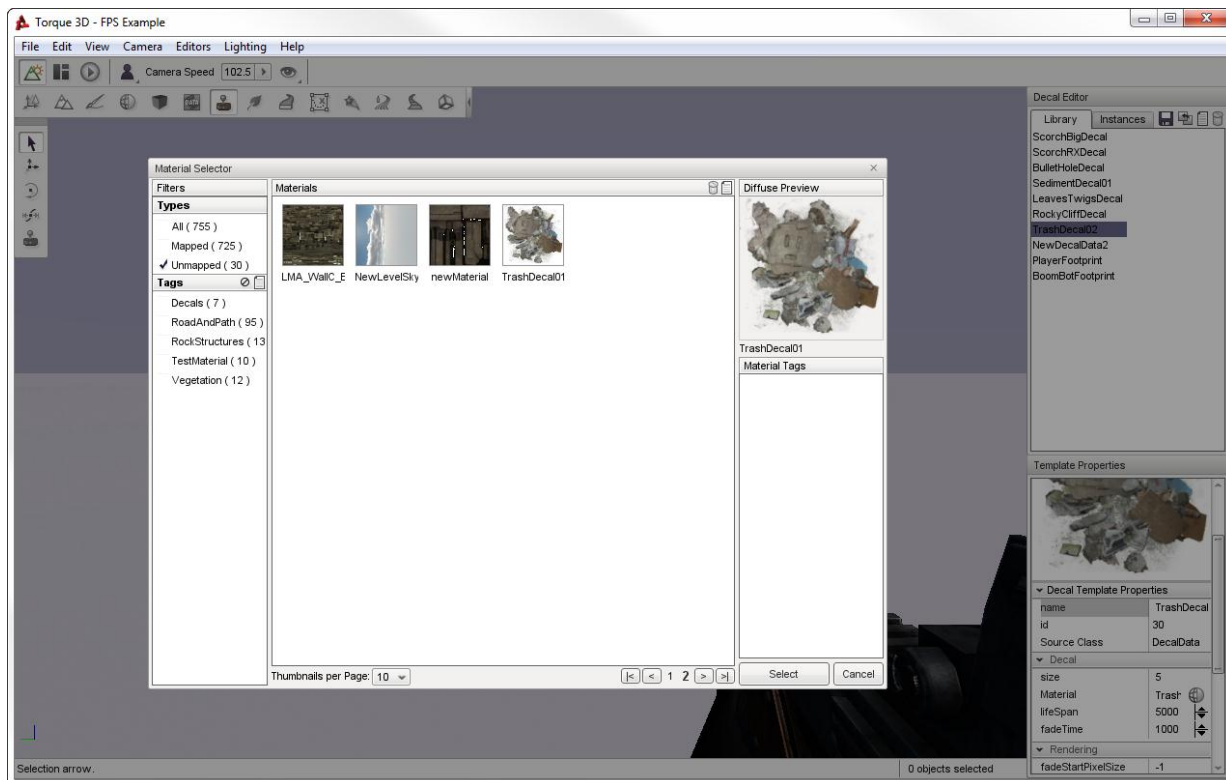 Torque 3D - FPS Example
File Edit View Camera Editors Lighting Help
Camera Speed 102.5
Decal Editor
Library Instances
ScorchBigDecal
ScorchRXDecal
BulletHoleDecal
SedimentDecal01
LeavesTwigsDecal
RockyCliffDecal
TrashDecal02
NewDecalData2
PlayerFootprint
BoomBotFootprint
Material Selector
Filters
Types
All ( 755 )
Mapped ( 725 )
Unmapped ( 30 )
Tags
Decals ( 7 )
RoadAndPath ( 95 )
RockStructures ( 13
TestMaterial ( 10 )
Vegetation ( 12 )
Materials
LMA_WallC_E NewLevelSky newMaterial TrashDecal01
Thumbnails per Page: 10
|< < 1 2 > >|
Diffuse Preview
TrashDecal01
Material Tags
Select Cancel
Template Properties
Decal Template Properties
name TrashDecal
id 30
Source Class DecalData
Decal
size 5
Material Trash
lifeSpan 5000
fadeTime 1000
Rendering
fadeStartPixelSize -1
Selection arrow.
0 objects selected